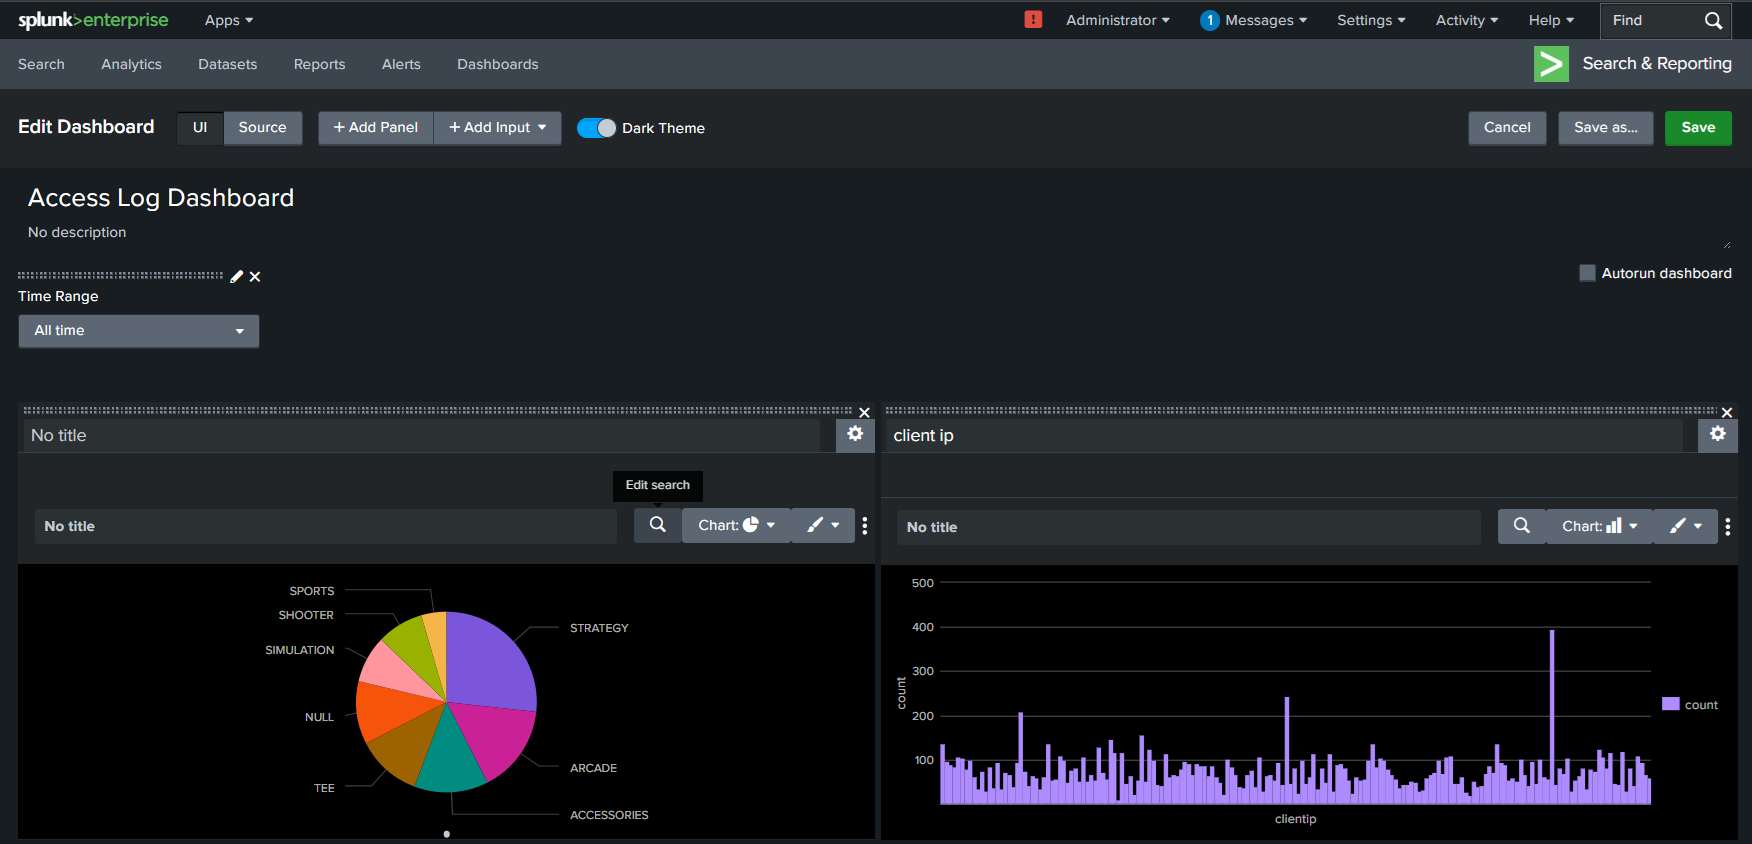 splunk>enterprise Apps Administrator 1 Messages Settings Activity Help Find
Search Analytics Datasets Reports Alerts Dashboards Search & Reporting
Edit Dashboard UI Source + Add Panel + Add Input Dark Theme Cancel Save as... Save
Access Log Dashboard
No description
Autorun dashboard
Time Range
All time
No title
client ip
Edit search
No title Chart:
No title Chart:
SPORTS
SHOOTER
SIMULATION
NULL
TEE
STRATEGY
ARCADE
ACCESSORIES
500
400
300
200
100
count
clientip
count